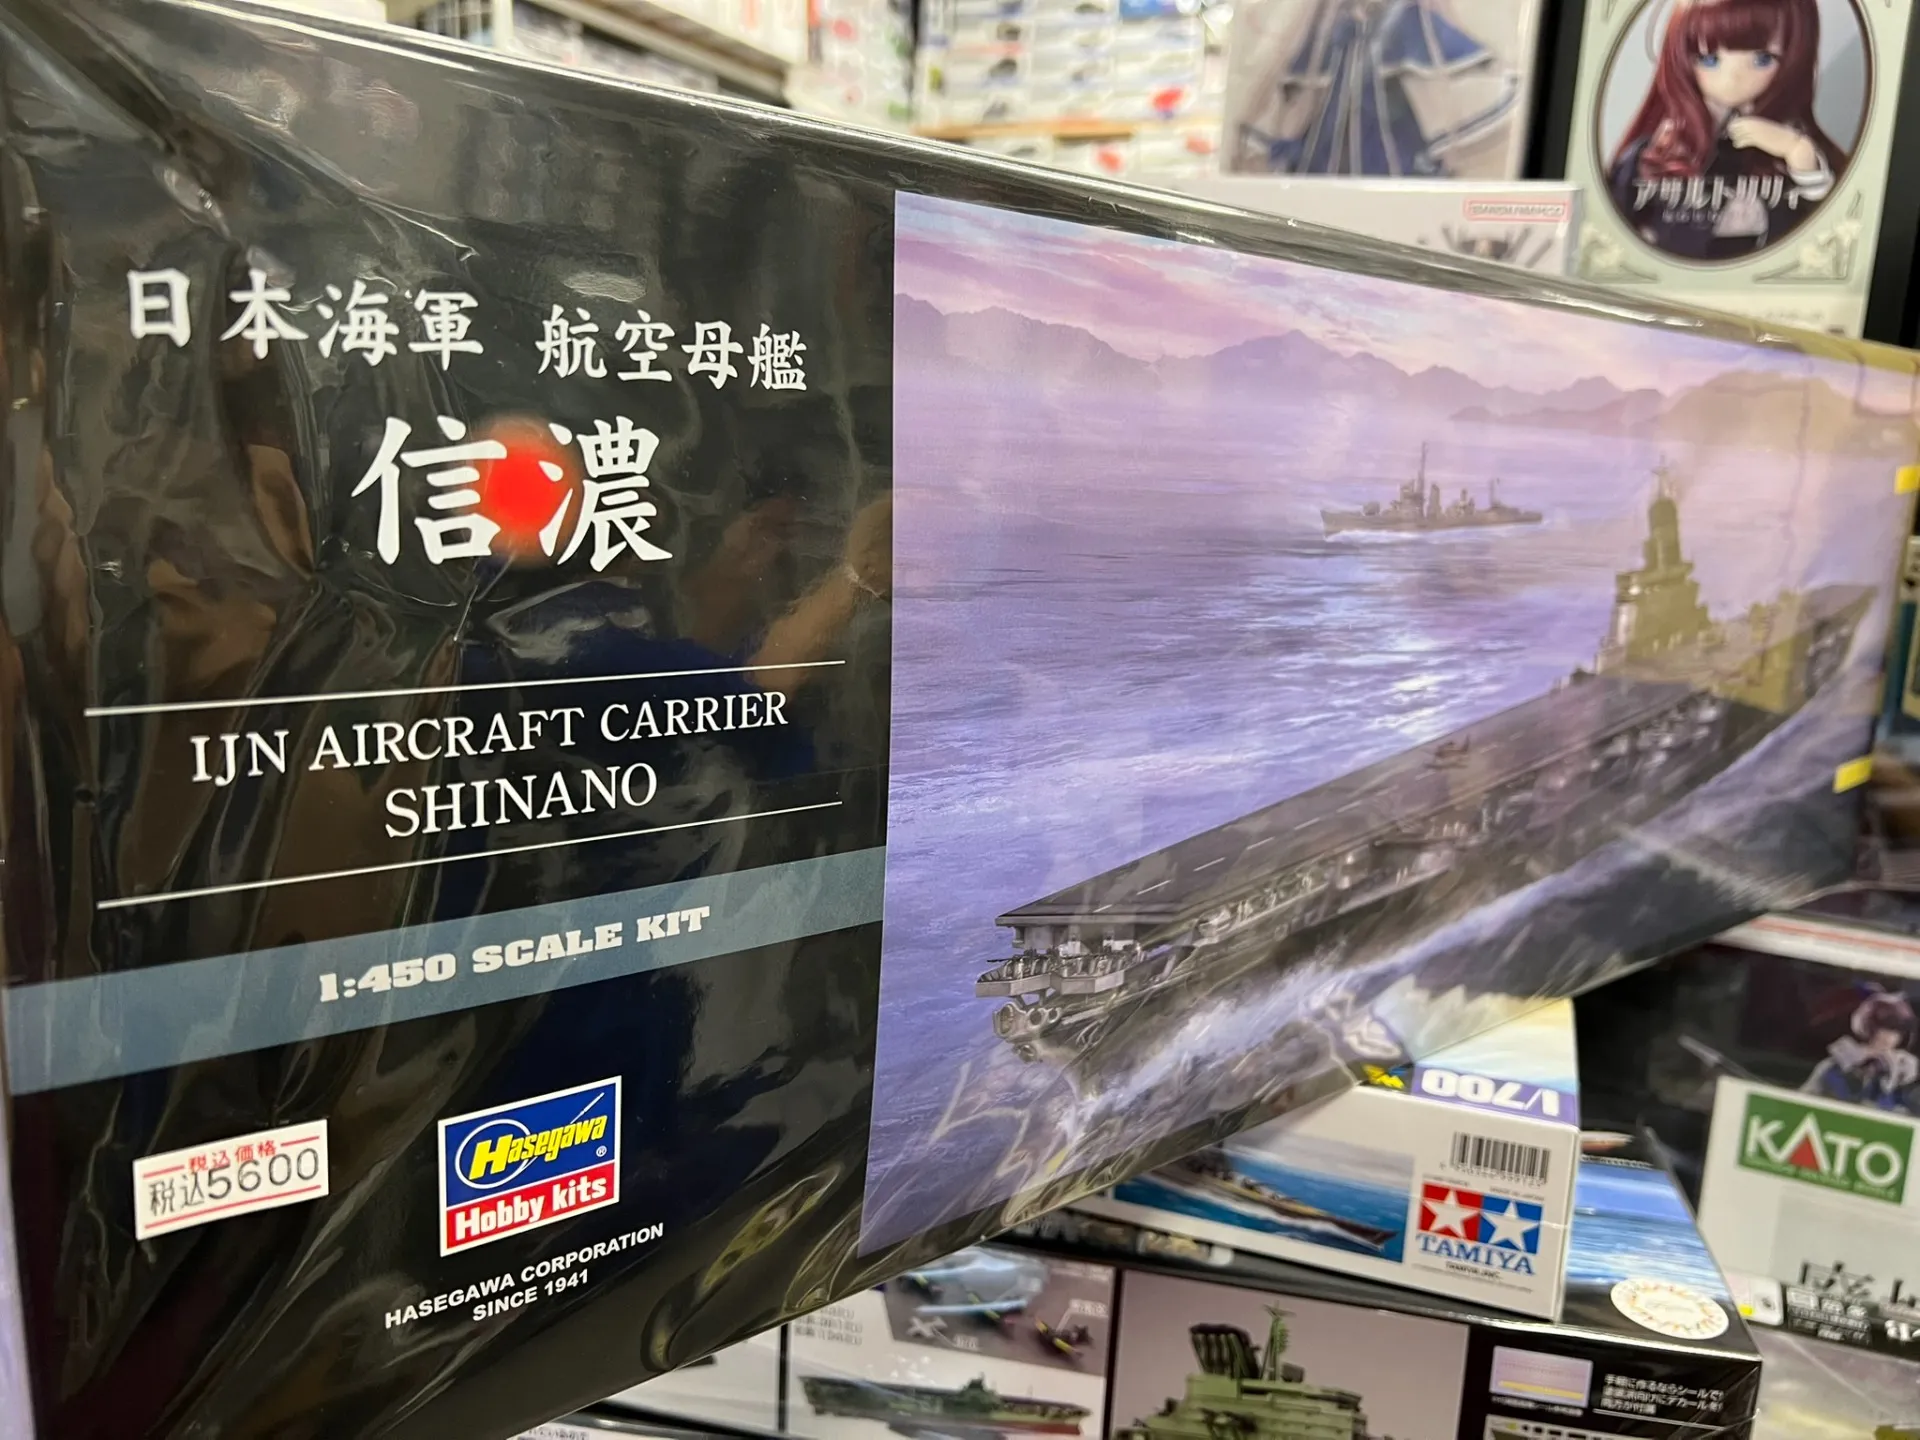 日本海軍 航空母艦
信濃
IJN AIRCRAFT CARRIER
SHINANO
1:450 SCALE KIT
税込価格
税込5600
Hasegawa®
Hobby kits
HASEGAWA CORPORATION
SINCE 1941
アサルトリリィ
1/700
TAMIYA
KATO